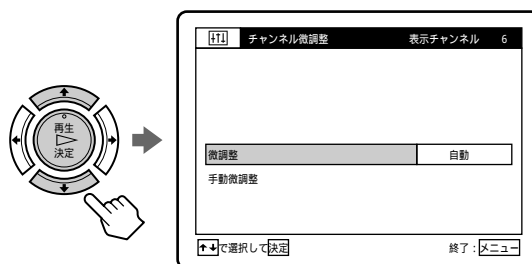 チャンネル微調整 表示チャンネル 6
再生
決定
微調整 自動
手動微調整
で選択して決定 終了：メニュー